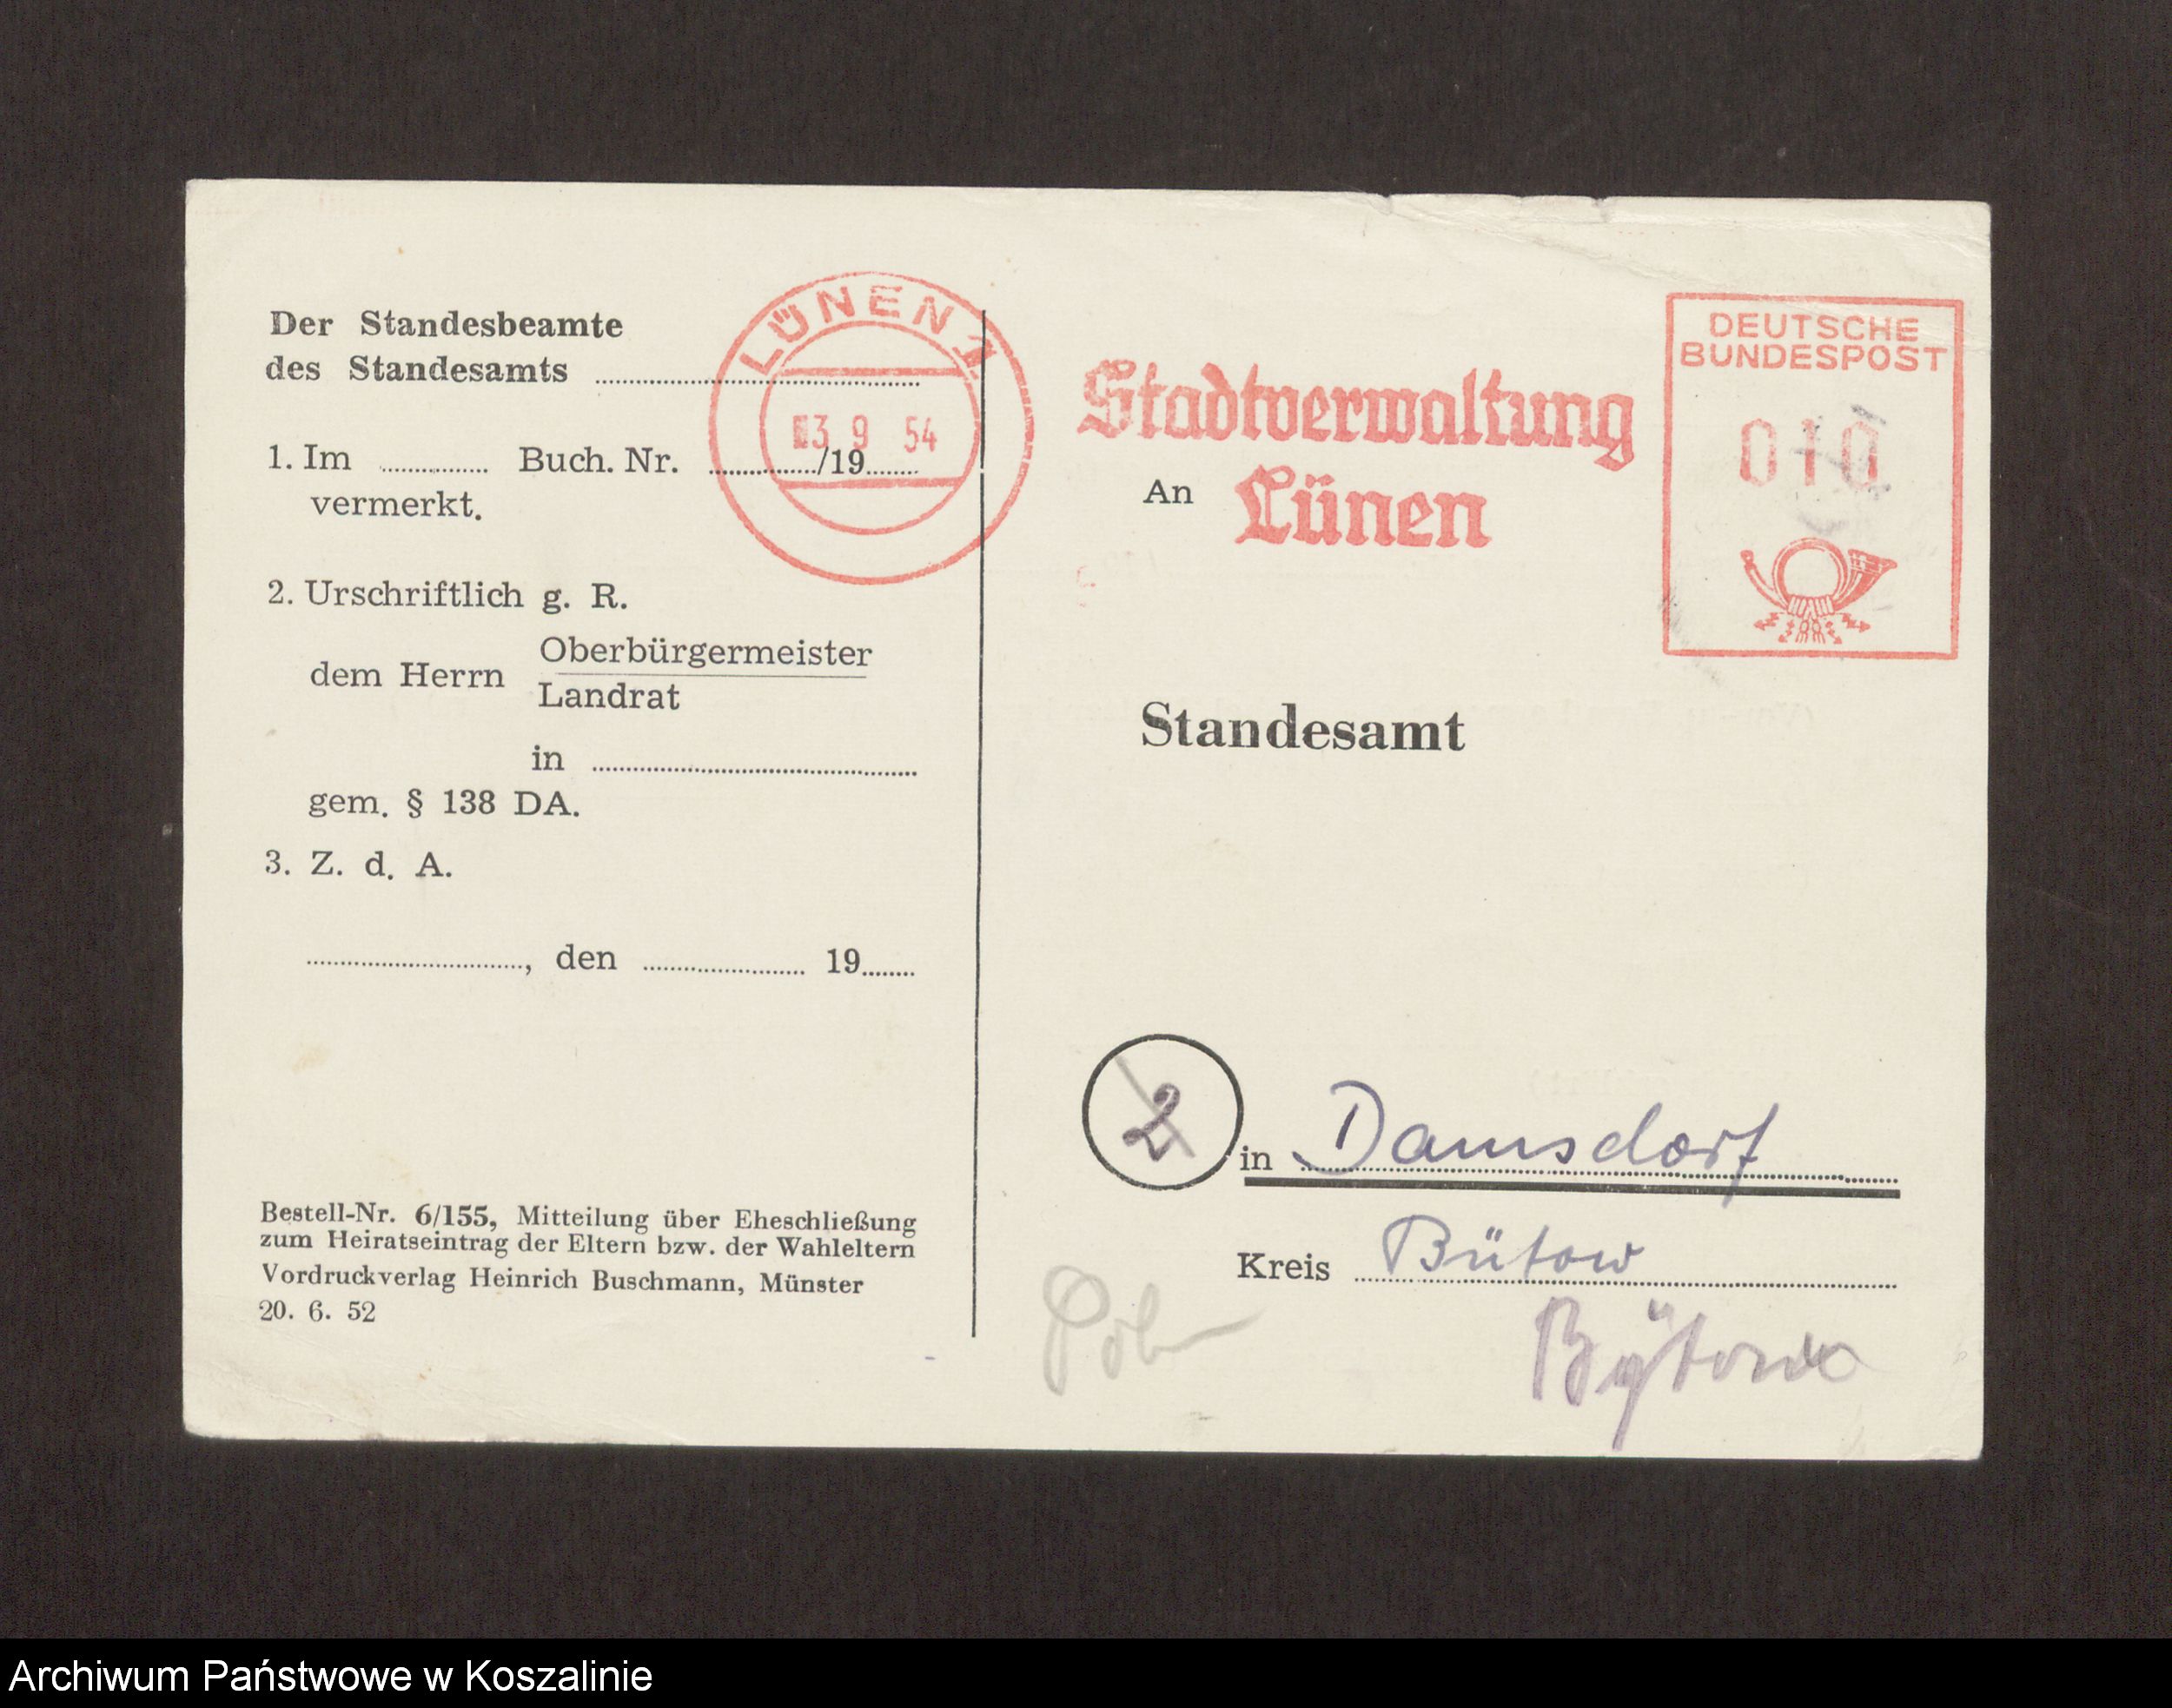 Der Standesbeamte
des Standesamts
1. Im Buch. Nr. /19
vermerkt.
2. Urschriftlich g. R.
dem Herrn Oberbürgermeister
Landrat
in
gem. § 138 DA.
3. Z. d. A.
, den 19
Bestell-Nr. 6/155, Mitteilung über Eheschließung
zum Heiratseintrag der Eltern bzw. der Wahleltern
Vordruckverlag Heinrich Buschmann, Münster
20. 6. 52
LÜNEN 1
03 9 54
Stadtverwaltung
Lünen
DEUTSCHE
BUNDESPOST
010
An
Standesamt
2
in Damsdorf
Kreis Bütow
Archiwum Państwowe w Koszalinie